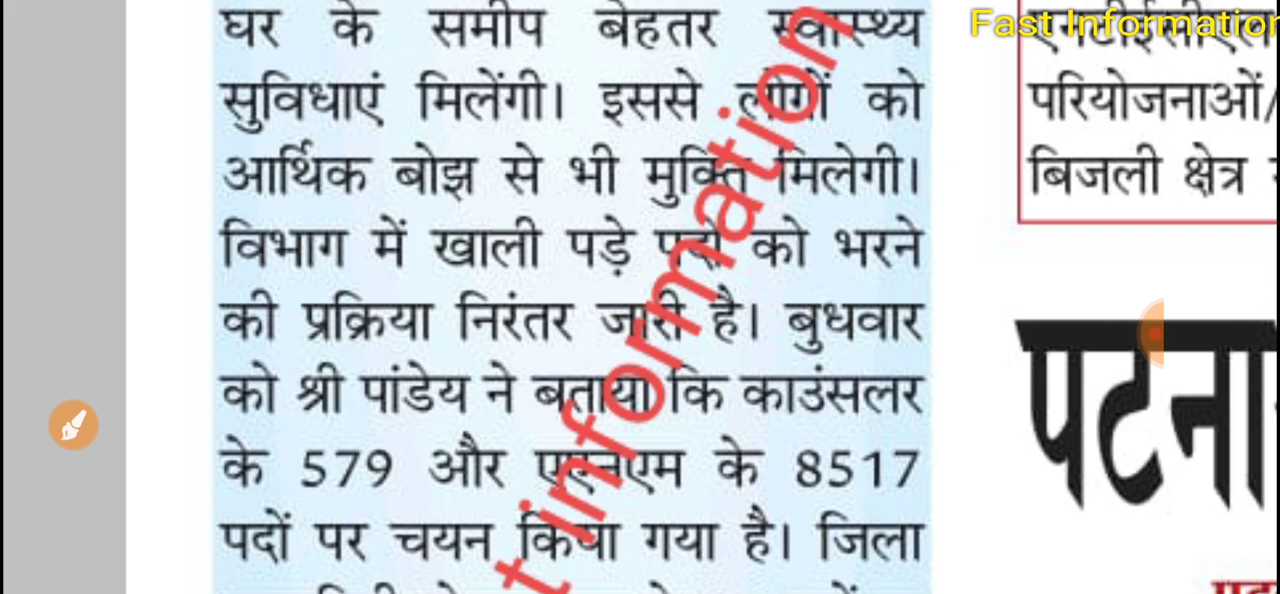 घर के समीप बेहतर स्वास्थ्य
सुविधाएं मिलेंगी। इससे लोगों को
आर्थिक बोझ से भी मुक्ति मिलेगी।
विभाग में खाली पड़े पदों को भरने
की प्रक्रिया निरंतर जारी है। बुधवार
को श्री पांडेय ने बताया कि काउंसलर
के 579 और एएनएम के 8517
पदों पर चयन किया गया है। जिला
t information
Fast Information
परियोजनाओं/
बिजली क्षेत्र
पटना